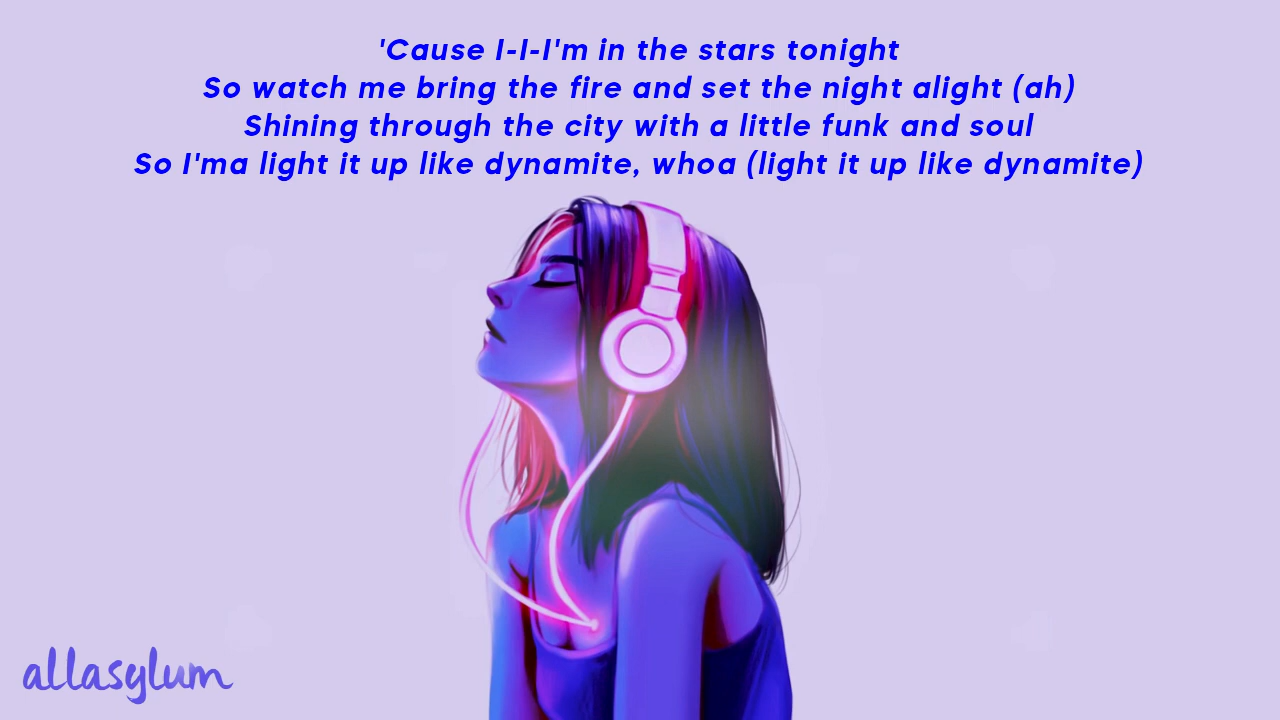 'Cause I-I-I'm in the stars tonight
So watch me bring the fire and set the night alight (ah)
Shining through the city with a little funk and soul
So I'ma light it up like dynamite, whoa (light it up like dynamite)
allasylum